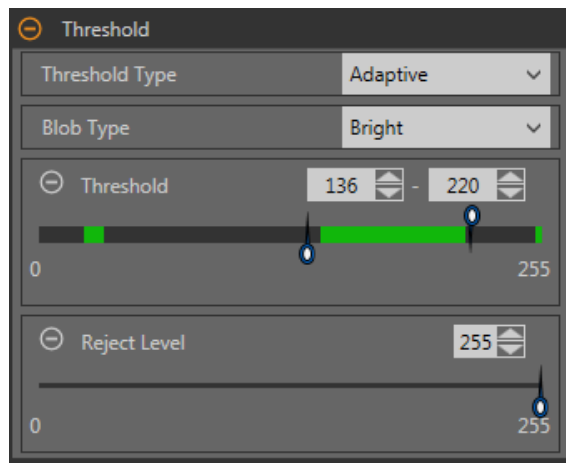 Threshold
Threshold Type Adaptive
Blob Type Bright
Threshold 136 - 220
0 255
Reject Level 255
0 255